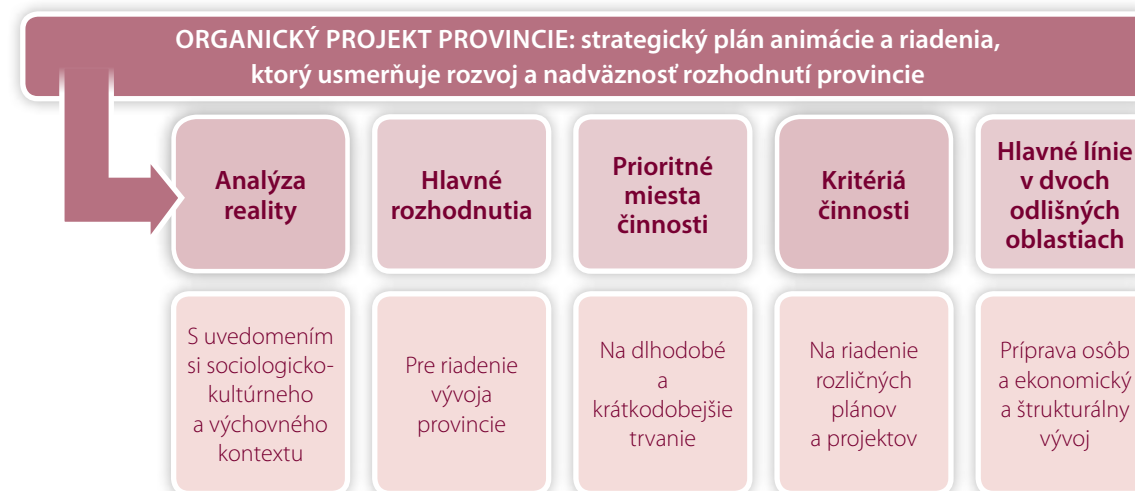 ORGANICKÝ PROJEKT PROVINCIE: strategický plán animácie a riadenia,
ktorý usmerňuje rozvoj a nadväznosť rozhodnutí provincie
Analýza
reality
Hlavné
rozhodnutia
Prioritné
miesta
činnosti
Kritériá
činnosti
Hlavné línie
v dvoch
odlišných
oblastiach
S uvedomením
si sociologicko-
kultúrneho
a výchovného
kontextu
Pre riadenie
vývoja
provincie
Na dlhodobé
a
krátkodobejšie
trvanie
Na riadenie
rozličných
plánov
a projektov
Príprava osôb
a ekonomický
a štrukturálny
vývoj